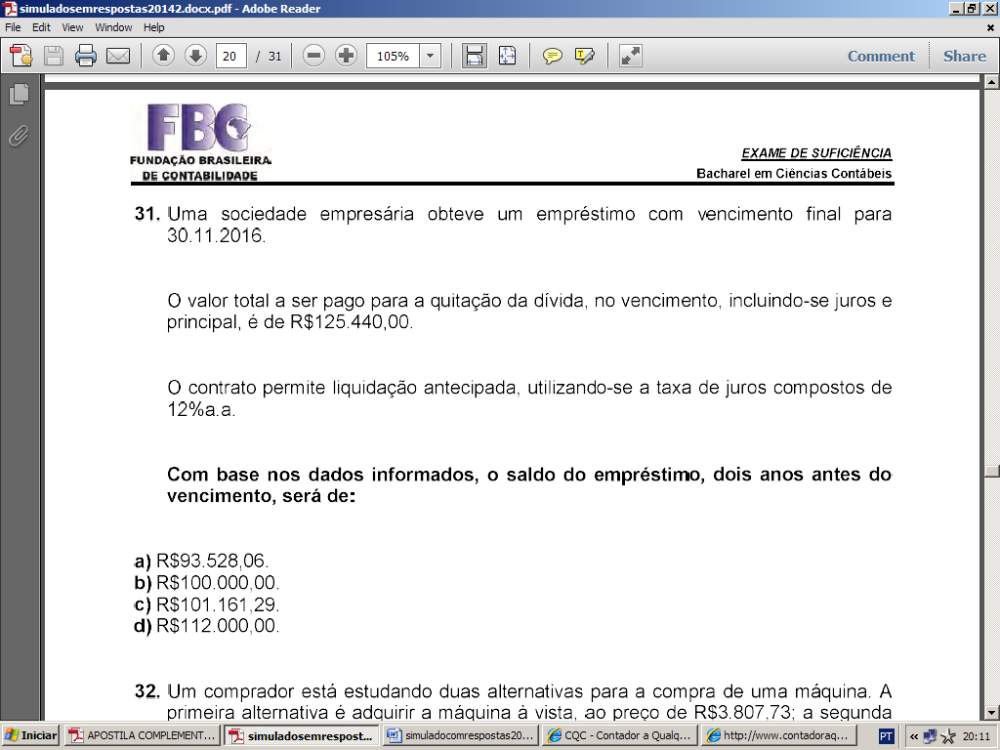 simuladosemrespostas20142.docx.pdf - Adobe Reader
File Edit View Window Help
20 / 31 105% Comment Share
FBC
FUNDAÇÃO BRASILEIRA
DE CONTABILIDADE
EXAME DE SUFICIÊNCIA
Bacharel em Ciências Contábeis
31. Uma sociedade empresária obteve um empréstimo com vencimento final para
30.11.2016.
O valor total a ser pago para a quitação da dívida, no vencimento, incluindo-se juros e
principal, é de R$125.440,00.
O contrato permite liquidação antecipada, utilizando-se a taxa de juros compostos de
12%a.a.
Com base nos dados informados, o saldo do empréstimo, dois anos antes do
vencimento, será de:
a) R$93.528,06.
b) R$100.000,00.
c) R$101.161,29.
d) R$112.000,00.
32. Um comprador está estudando duas alternativas para a compra de uma máquina. A
primeira alternativa é adquirir a máquina à vista, ao preço de R$3.807,73; a segunda
Iniciar APOSTILA COMPLEMENT... simuladosemrespost... simuladocomrespostas20... CQC - Contador a Qualq... http://www.contadoraq... PT « 20:11